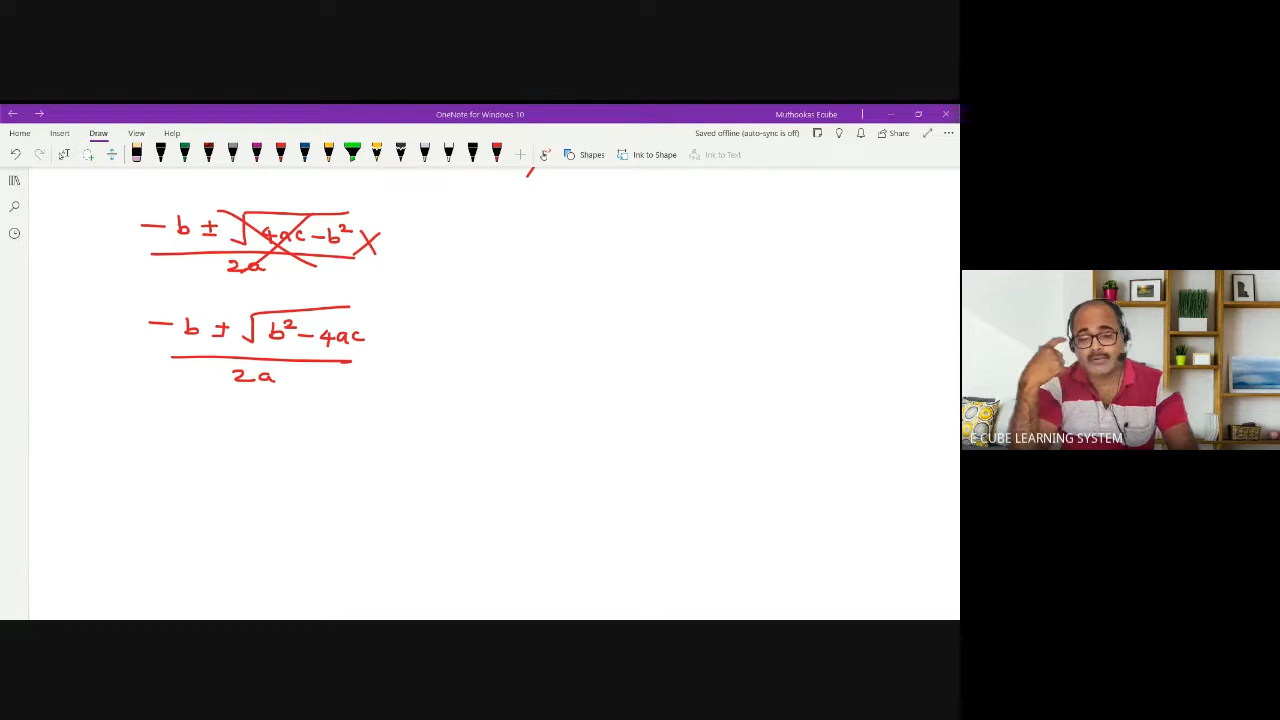 OneNote for Windows 10
Muthookas Ecube
Home Insert Draw View Help
Saved offline (auto-sync is off)
Share
Shapes
Ink to Shape
Ink to Text
− b ± √4ac − b² X
2a
− b ± √b² − 4ac
2a
E CUBE LEARNING SYSTEM